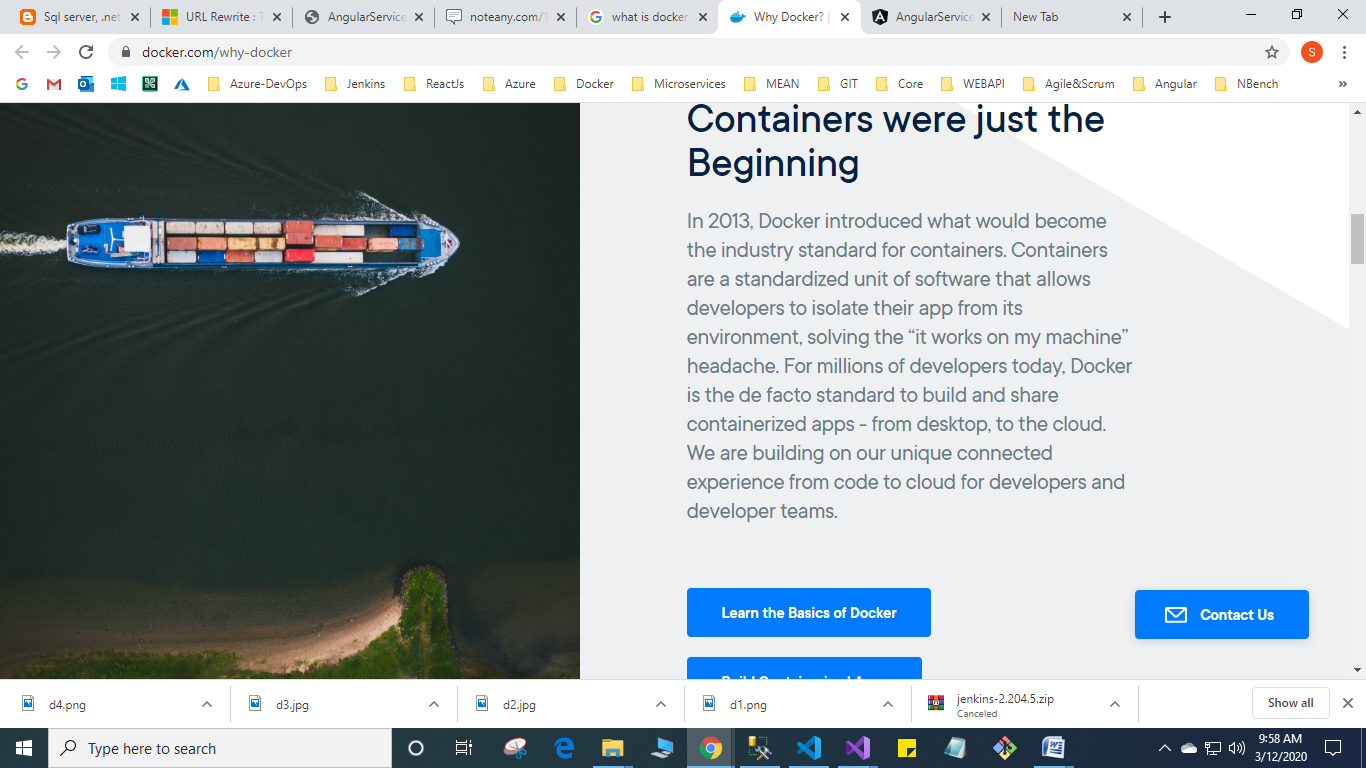 Sql server, .net
URL Rewrite : T
AngularService
noteany.com/1
what is docker
Why Docker? |
AngularService
New Tab
docker.com/why-docker
S
Azure-DevOps
Jenkins
ReactJs
Azure
Docker
Microservices
MEAN
GIT
Core
WEBAPI
Agile&Scrum
Angular
NBench
Containers were just the
Beginning
In 2013, Docker introduced what would become
the industry standard for containers. Containers
are a standardized unit of software that allows
developers to isolate their app from its
environment, solving the “it works on my machine”
headache. For millions of developers today, Docker
is the de facto standard to build and share
containerized apps - from desktop, to the cloud.
We are building on our unique connected
experience from code to cloud for developers and
developer teams.
Learn the Basics of Docker
Contact Us
d4.png
d3.jpg
d2.jpg
d1.png
jenkins-2.204.5.zip
Canceled
Show all
Type here to search
9:58 AM
3/12/2020